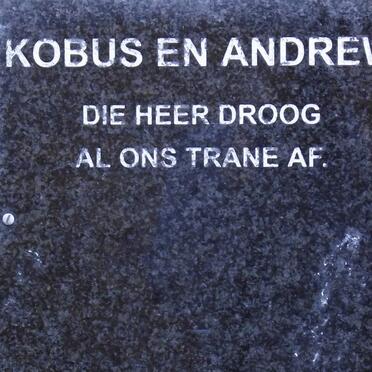 KOBUS EN ANDREW
DIE HEER DROOG
AL ONS TRANE AF.